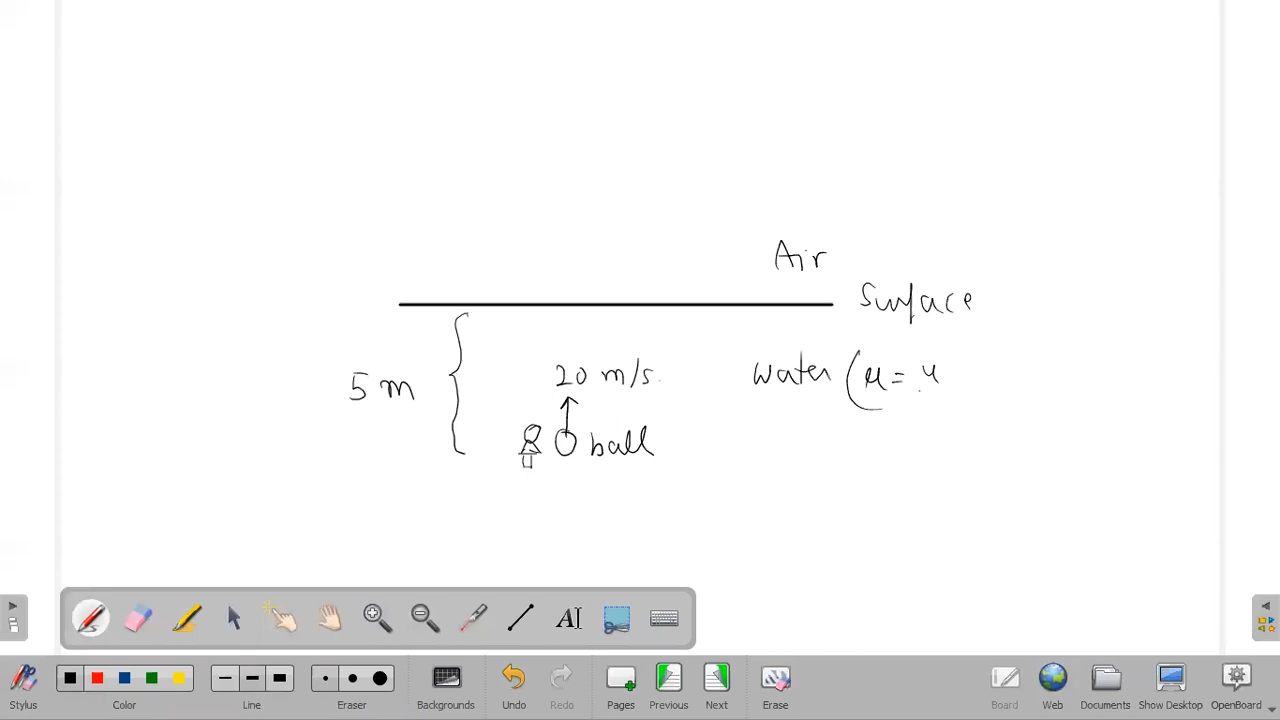 Air
Surface
5 m
20 m/s.
water (μ = 4
ball
Stylus
Color
Line
Eraser
Backgrounds
Undo
Redo
Pages
Previous
Next
Erase
Board
Web
Documents
Show Desktop
OpenBoard